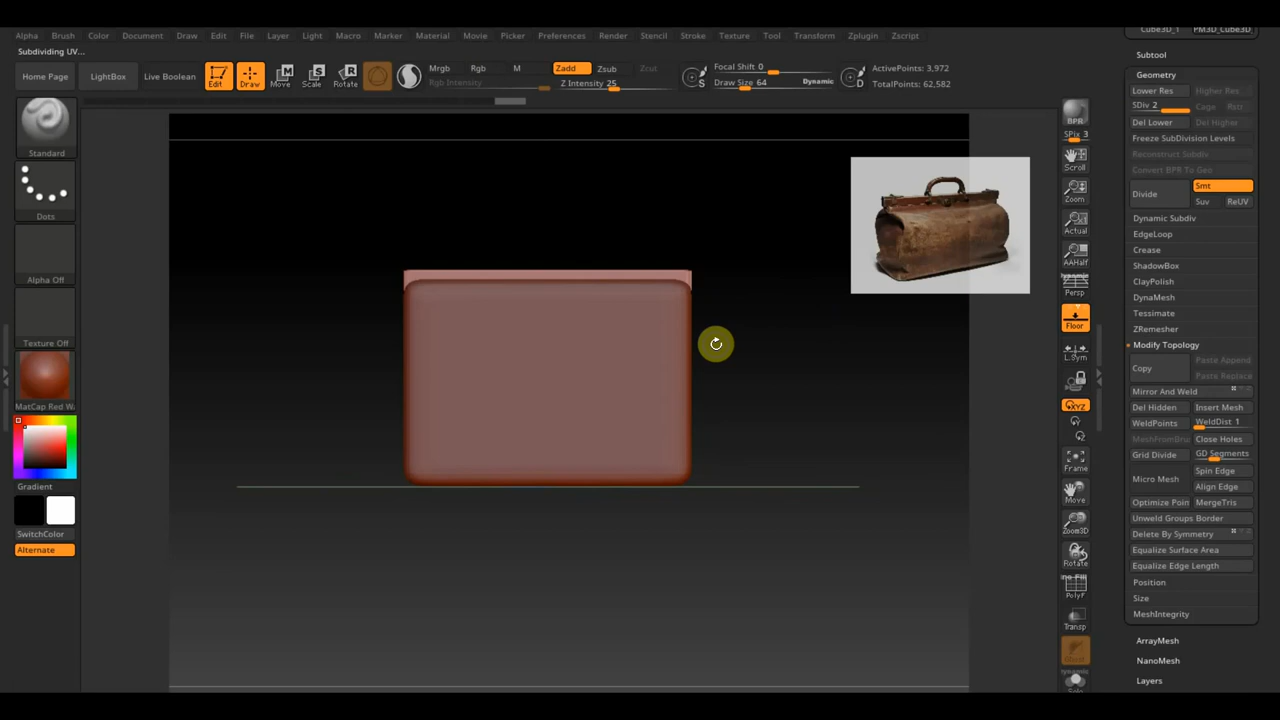 Cube3D_1 PM3D_Cube3D_
Alpha Brush Color Document Draw Edit File Layer Light Macro Marker Material Movie Picker Preferences Render Stencil Stroke Texture Tool Transform Zplugin Zscript
Subdividing UV...
Home Page LightBox Live Boolean Edit Draw Move Scale Rotate
Mrgb Rgb M Zadd Zsub Zcut
Rgb Intensity Z Intensity 25
Focal Shift 0
Draw Size 64 Dynamic
S D
ActivePoints: 3,972
TotalPoints: 62,582
Standard
Dots
Alpha Off
Texture Off
MatCap Red W
Gradient
SwitchColor
Alternate
BPR
SPix 3
Scroll
Zoom
Actual
AAHalf
Dynamic
Persp
Floor
L.Sym
XYZ
Frame
Move
Zoom3D
Rotate
PolyF
Transp
Ghost
Dynamic
Solo
Subtool
Geometry
Lower Res Higher Res
SDiv 2 Cage Rstr
Del Lower Del Higher
Freeze SubDivision Levels
Reconstruct Subdiv
Convert BPR To Geo
Divide Smt
Suv ReUV
Dynamic Subdiv
EdgeLoop
Crease
ShadowBox
ClayPolish
DynaMesh
Tessimate
ZRemesher
Modify Topology
Copy Paste Append
Paste Replace
Mirror And Weld
Del Hidden Insert Mesh
WeldPoints WeldDist 1
MeshFromBru Close Holes
Grid Divide GD Segments
Micro Mesh Spin Edge
Align Edge
Optimize Poin MergeTris
Unweld Groups Border
Delete By Symmetry
Equalize Surface Area
Equalize Edge Length
Position
Size
MeshIntegrity
ArrayMesh
NanoMesh
Layers